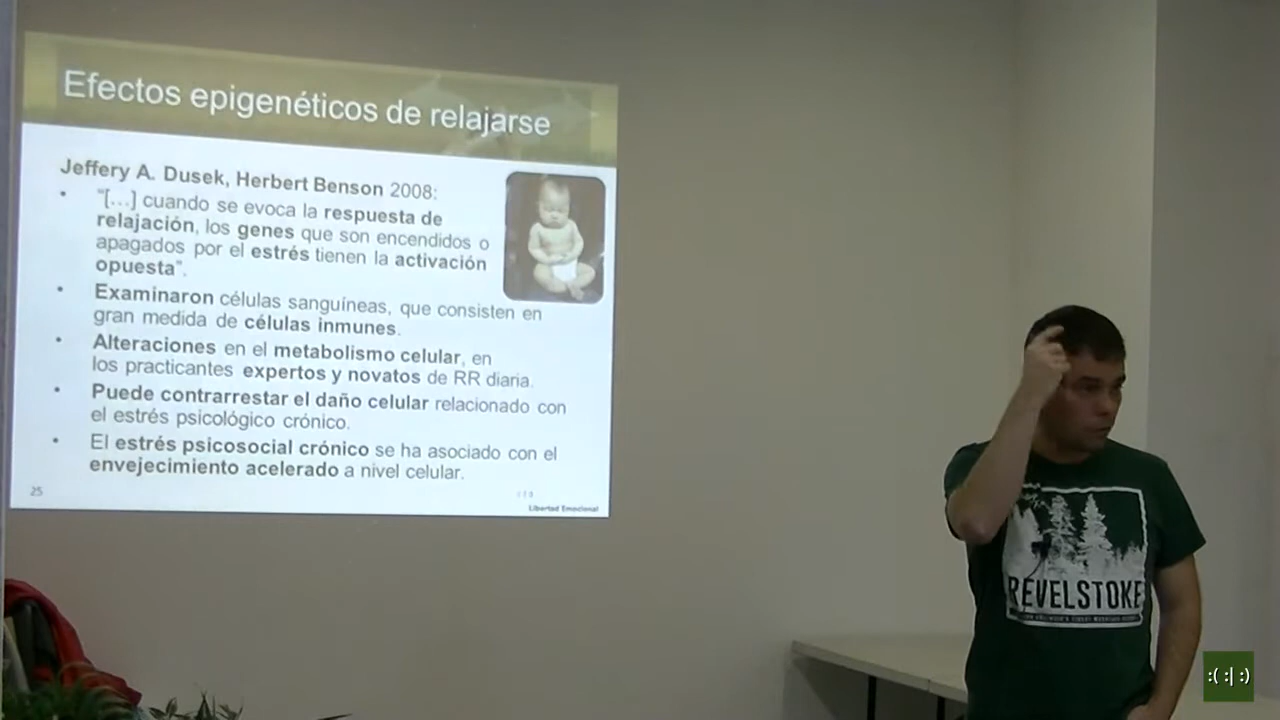 Efectos epigenéticos de relajarse
Jeffery A. Dusek, Herbert Benson 2008:
• "[...] cuando se evoca la respuesta de
relajación, los genes que son encendidos o
apagados por el estrés tienen la activación
opuesta".
• Examinaron células sanguíneas, que consisten en
gran medida de células inmunes.
• Alteraciones en el metabolismo celular, en
los practicantes expertos y novatos de RR diaria.
• Puede contrarrestar el daño celular relacionado con
el estrés psicológico crónico.
• El estrés psicosocial crónico se ha asociado con el
envejecimiento acelerado a nivel celular.
25
Libertad Emocional
REVELSTOKE
:( :| :)